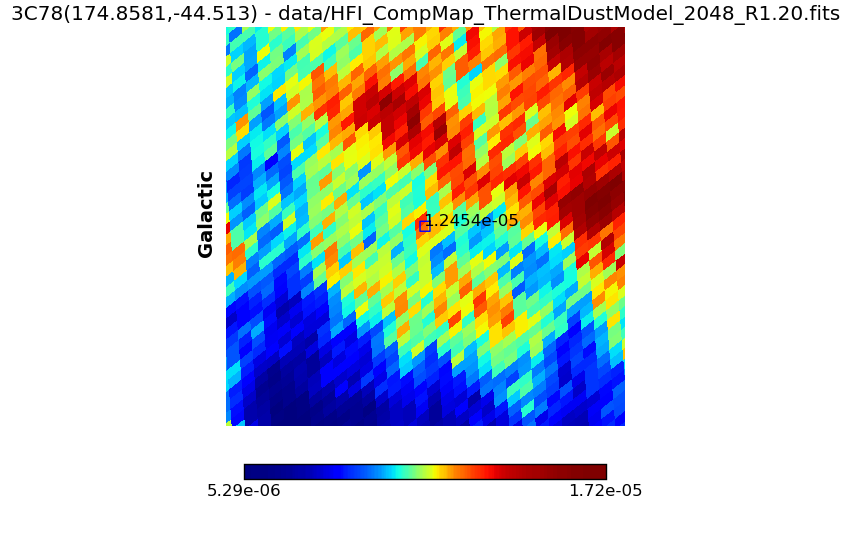 3C78(174.8581,-44.513) - data/HFI_CompMap_ThermalDustModel_2048_R1.20.fits
Galactic
1.2454e-05
5.29e-06 1.72e-05